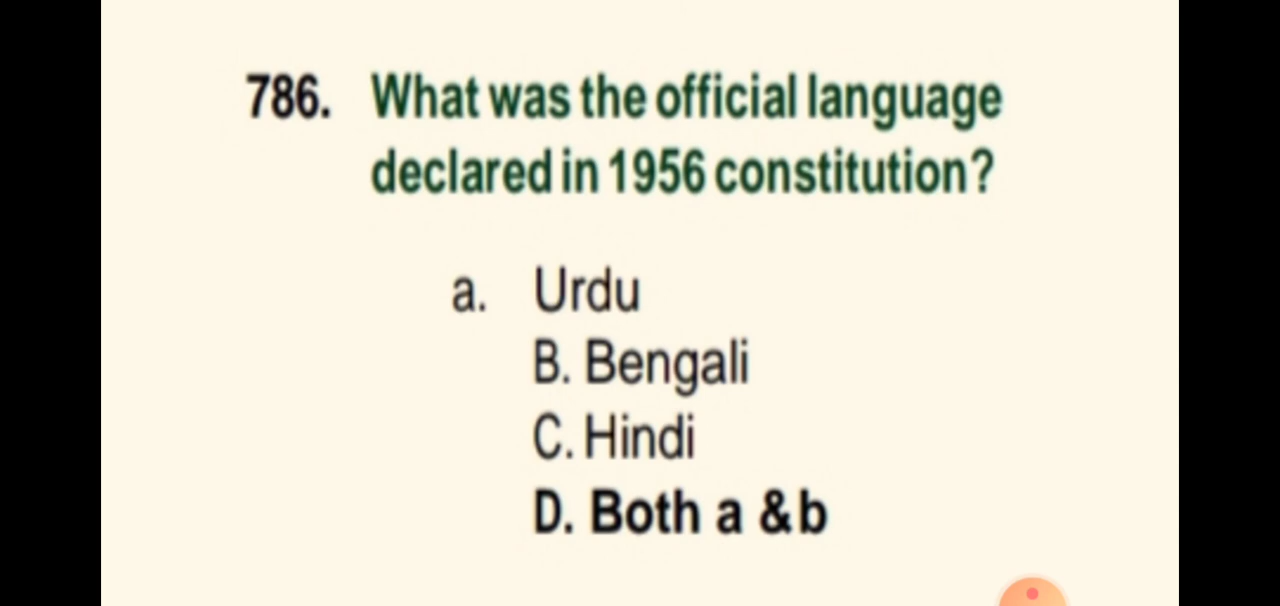 786. What was the official language
declared in 1956 constitution?
a. Urdu
B. Bengali
C. Hindi
D. Both a &b